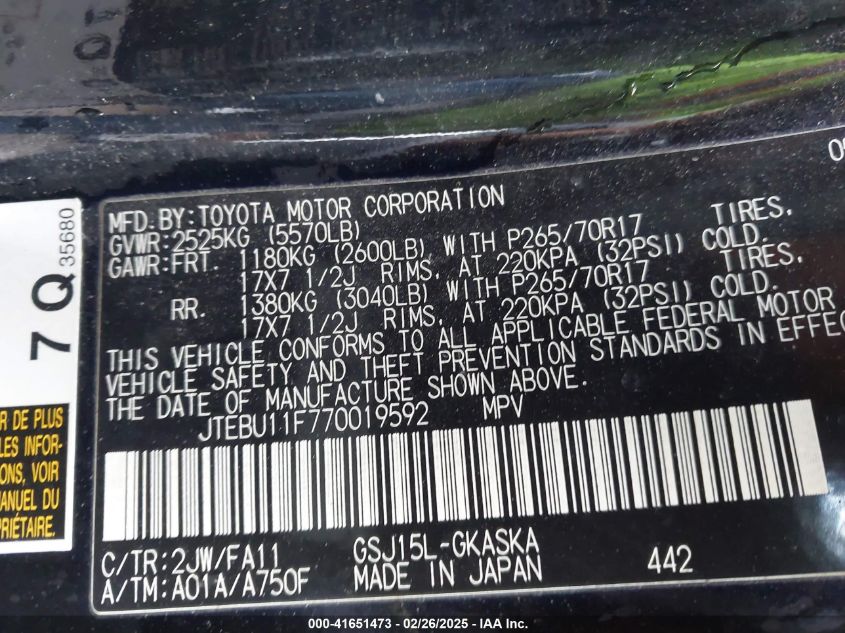 MFD.BY:TOYOTA MOTOR CORPORATION
GVWR:2525KG (5570LB)
GAWR:FRT. 1180KG (2600LB) WITH P265/70R17 TIRES,
17X7 1/2J RIMS, AT 220KPA (32PSI) COLD.
RR. 1380KG (3040LB) WITH P265/70R17 TIRES,
17X7 1/2J RIMS, AT 220KPA (32PSI) COLD.
THIS VEHICLE CONFORMS TO ALL APPLICABLE FEDERAL MOTOR
VEHICLE SAFETY AND THEFT PREVENTION STANDARDS IN EFFEC
THE DATE OF MANUFACTURE SHOWN ABOVE.
JTEBU11F770019592 MPV
C/TR:2JW/FA11 GSJ15L-GKASKA
A/TM:A01A/A750F MADE IN JAPAN 442
7Q
35680
R DE PLUS
LES INFOR-
ONS, VOIR
MANUEL DU
PRIÉTAIRE.
000-41651473 - 02/26/2025 - IAA Inc.